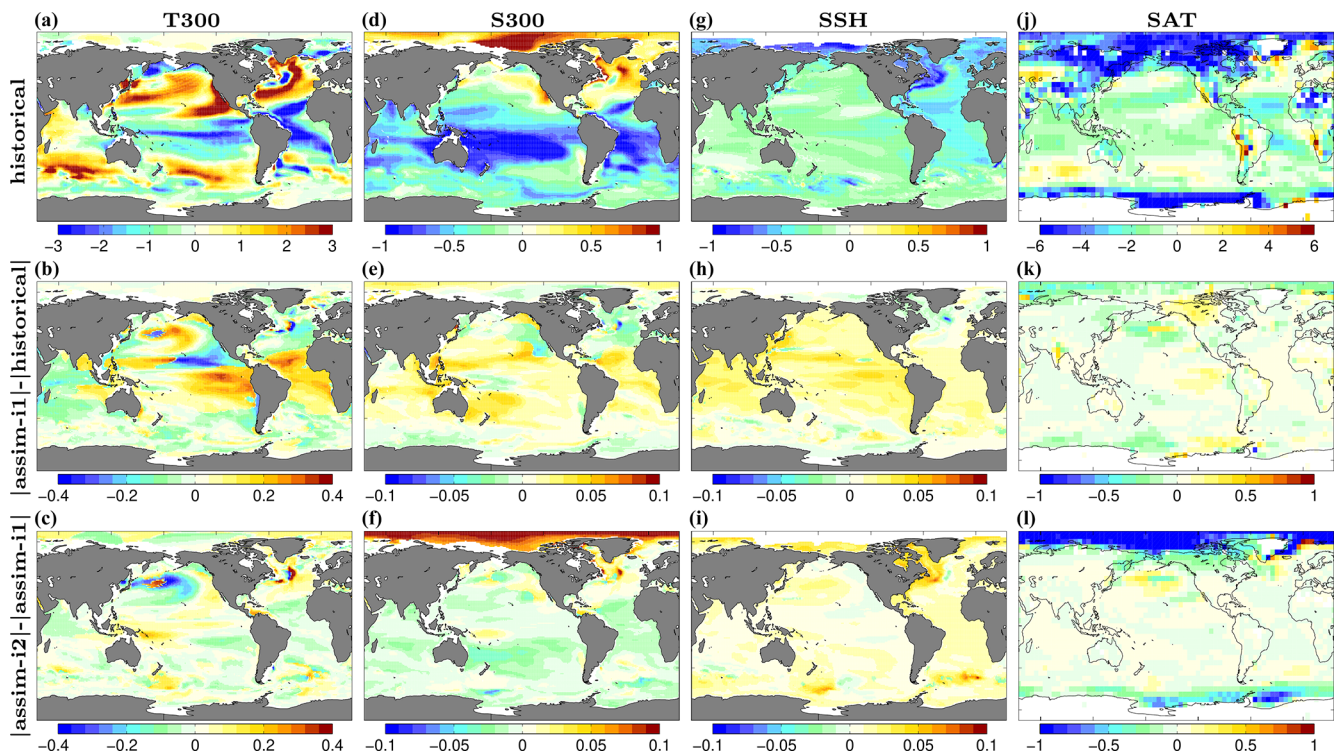 T300 S300 SSH SAT
(a) (d) (g) (j)
historical
−3 −2 −1 0 1 2 3
−1 −0.5 0 0.5 1
−1 −0.5 0 0.5 1
−6 −4 −2 0 2 4 6
(b) (e) (h) (k)
|assim-i1|-|historical|
−0.4 −0.2 0 0.2 0.4
−0.1 −0.05 0 0.05 0.1
−0.1 −0.05 0 0.05 0.1
−1 −0.5 0 0.5 1
(c) (f) (i) (l)
|assim-i2|-|assim-i1|
−0.4 −0.2 0 0.2 0.4
−0.1 −0.05 0 0.05 0.1
−0.1 −0.05 0 0.05 0.1
−1 −0.5 0 0.5 1